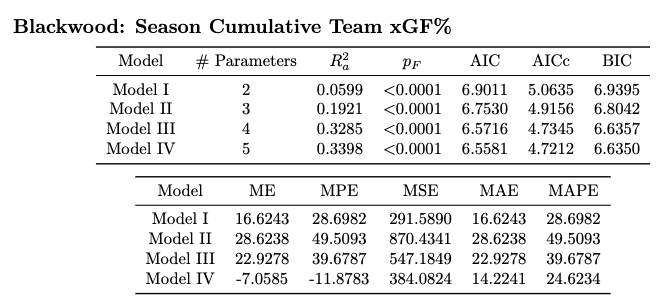 Blackwood: Season Cumulative Team xGF%
Model # Parameters R²ₐ p_F AIC AICc BIC
Model I 2 0.0599 <0.0001 6.9011 5.0635 6.9395
Model II 3 0.1921 <0.0001 6.7530 4.9156 6.8042
Model III 4 0.3285 <0.0001 6.5716 4.7345 6.6357
Model IV 5 0.3398 <0.0001 6.5581 4.7212 6.6350
Model ME MPE MSE MAE MAPE
Model I 16.6243 28.6982 291.5890 16.6243 28.6982
Model II 28.6238 49.5093 870.4341 28.6238 49.5093
Model III 22.9278 39.6787 547.1849 22.9278 39.6787
Model IV -7.0585 -11.8783 384.0824 14.2241 24.6234